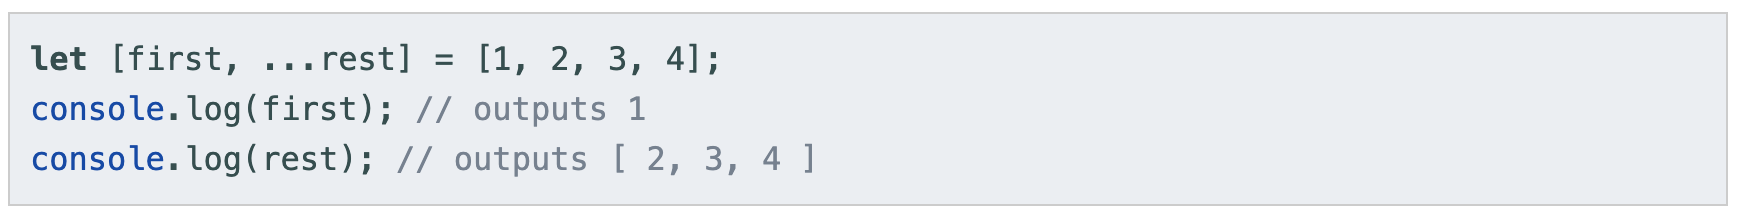 let [first, ...rest] = [1, 2, 3, 4];
console.log(first); // outputs 1
console.log(rest); // outputs [ 2, 3, 4 ]